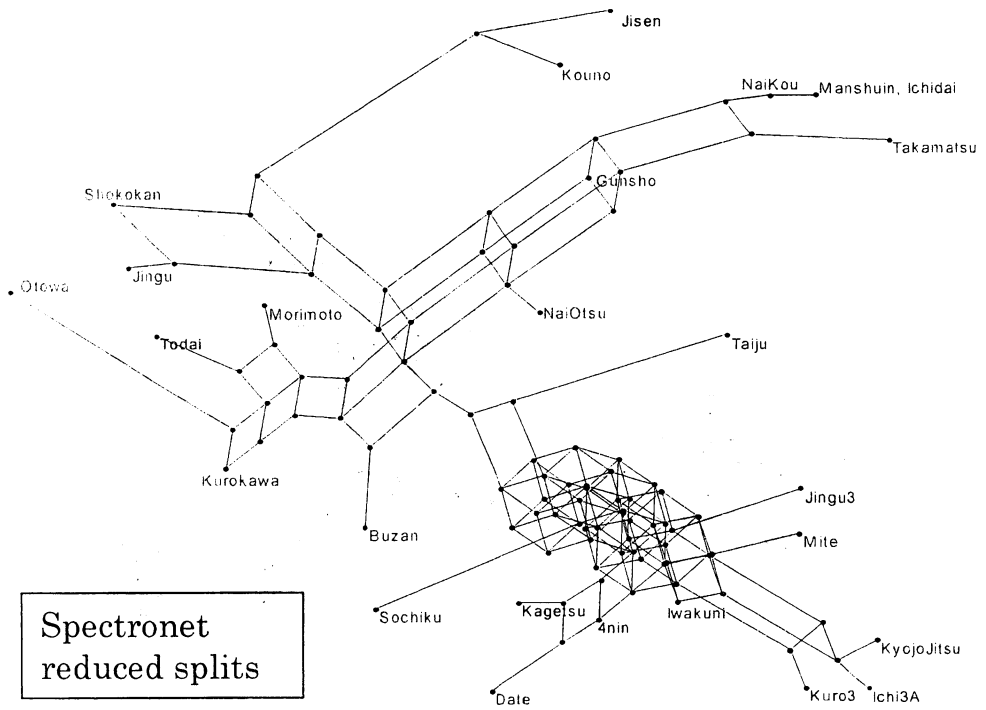 Jisen
Kouno
NaiKou
Manshuin, Ichidai
Takamatsu
Gunsho
Shokokan
Jingu
Otowa
Morimoto
NaiOtsu
Todai
Taiju
Kurokawa
Buzan
Jingu3
Mite
Sochiku
Kagetsu
4nin
Iwakuni
KyojoJitsu
Kuro3
Ichi3A
Date
Spectronet
reduced splits